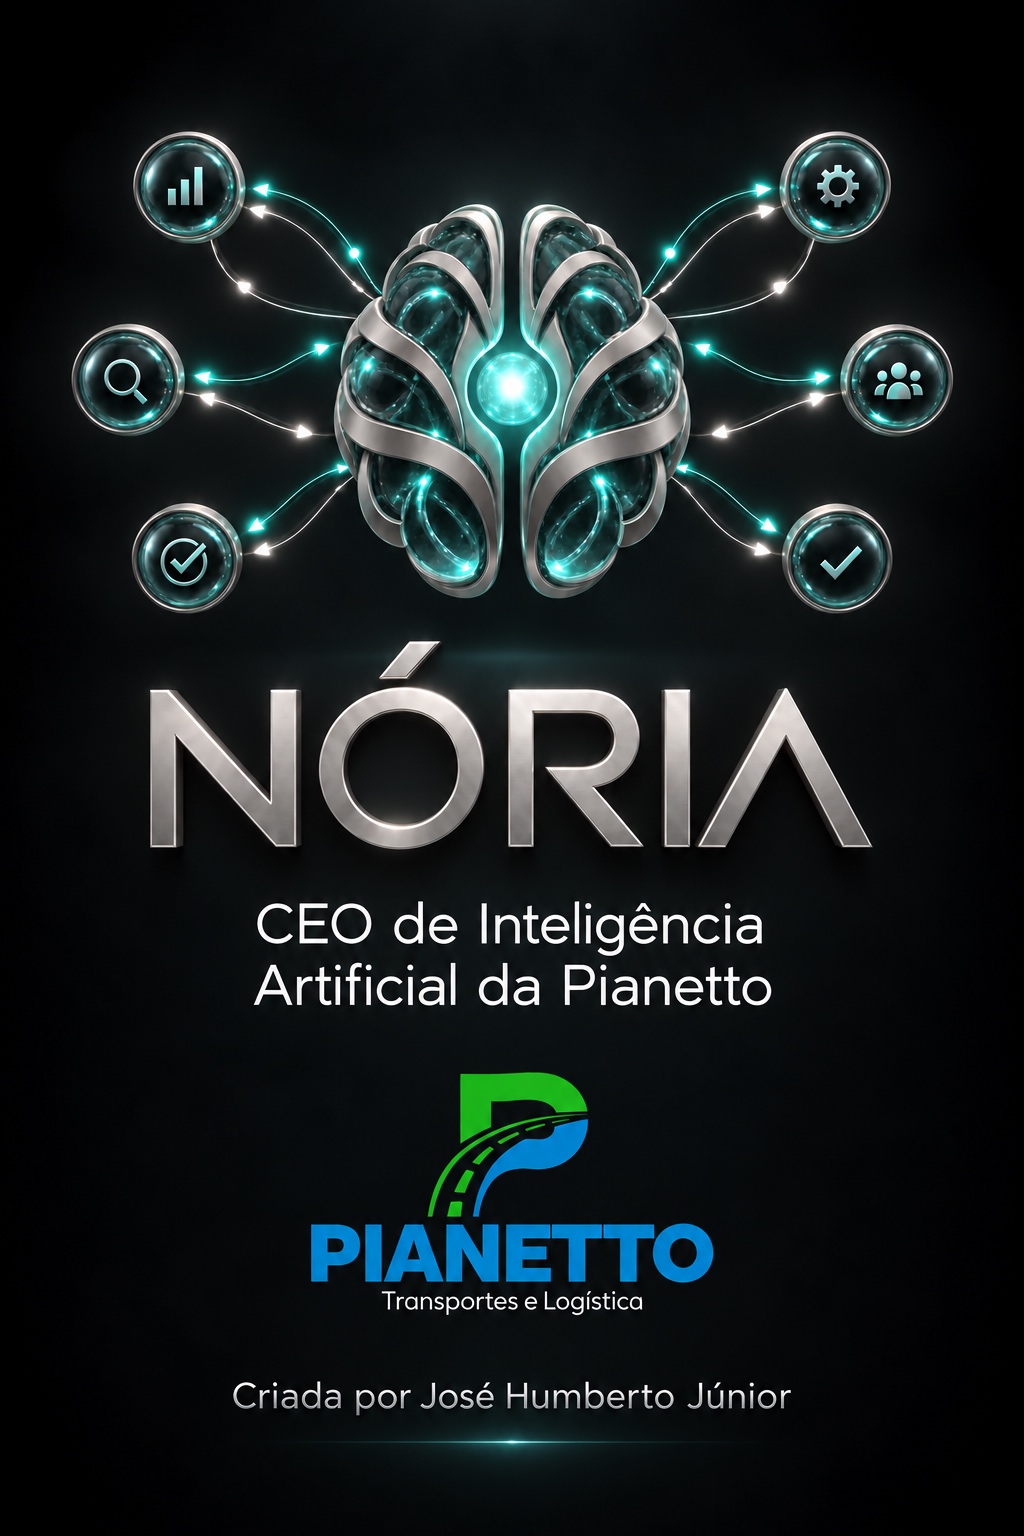 NÓRIA
CEO de Inteligência
Artificial da Pianetto
PIANETTO
Transportes e Logística
Criada por José Humberto Júnior